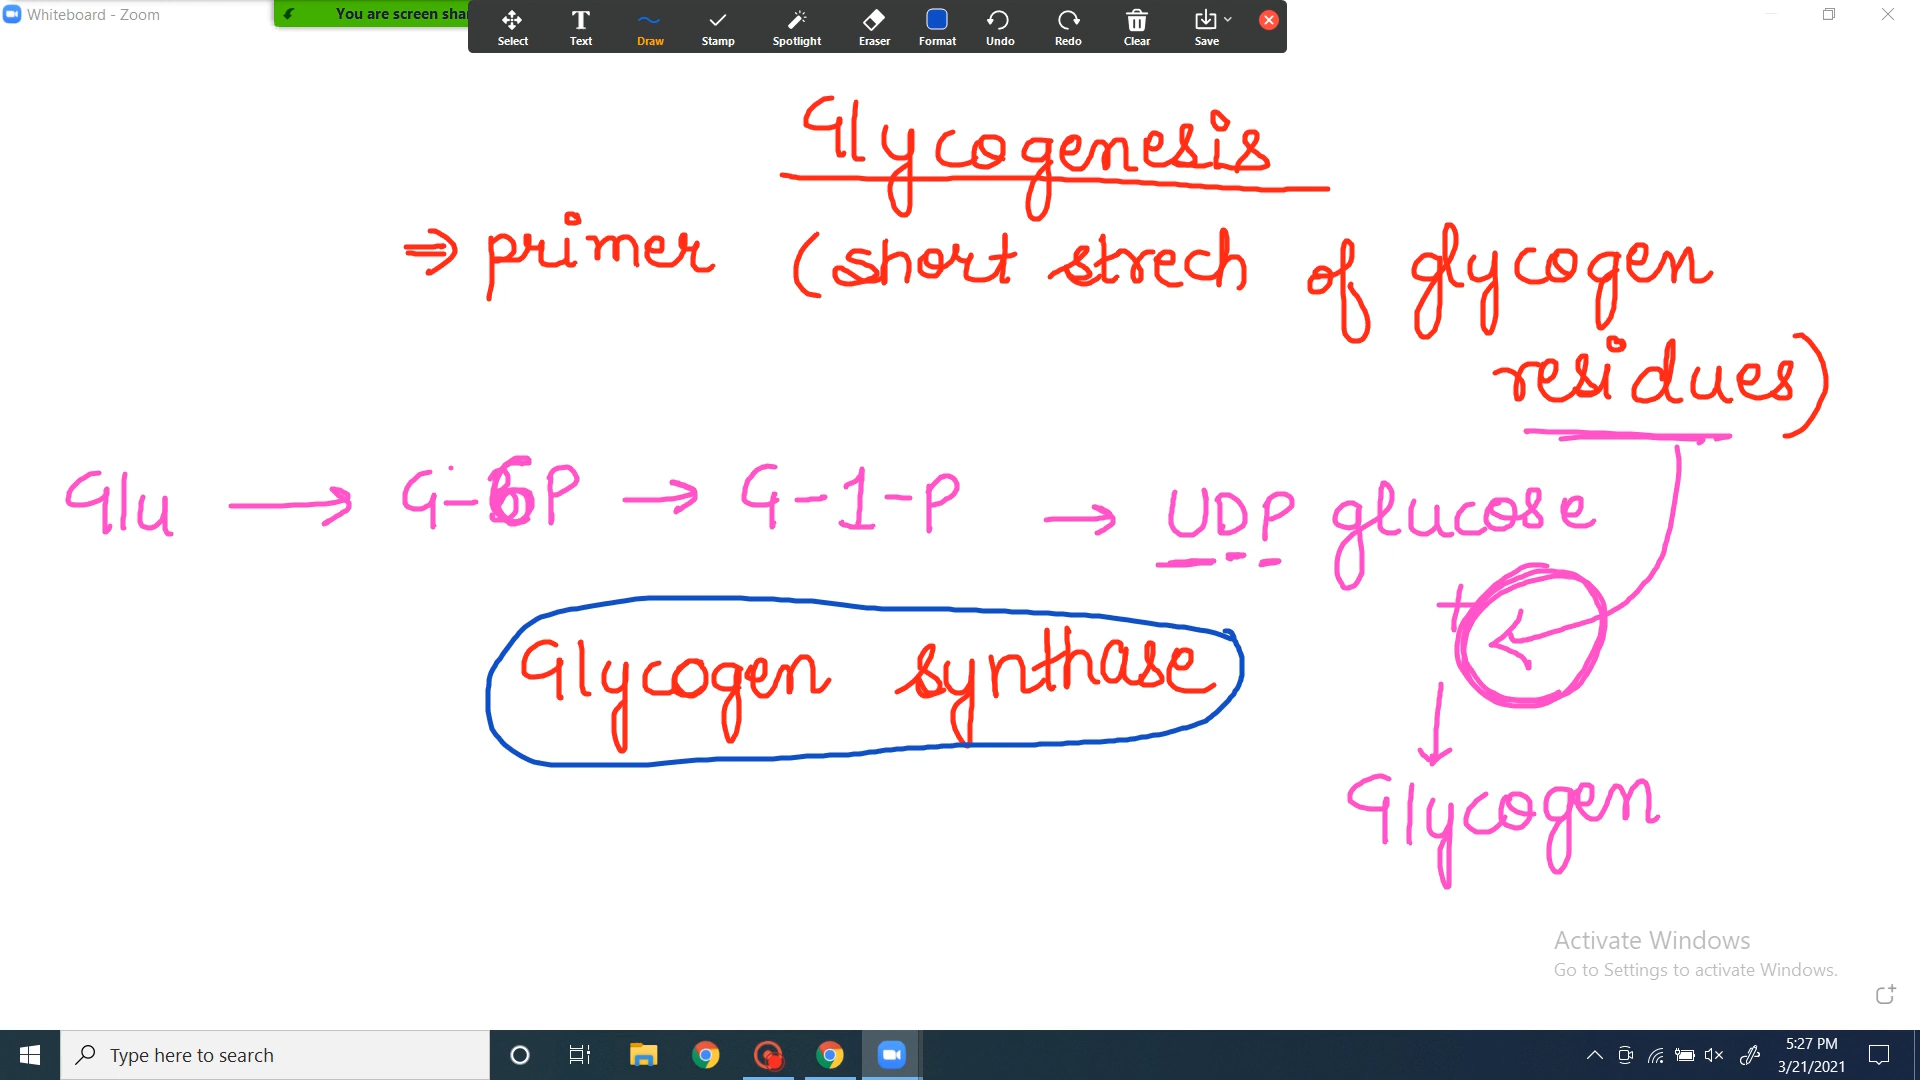 Whiteboard - Zoom
You are screen sha
Select Text Draw Stamp Spotlight Eraser Format Undo Redo Clear Save
Glycogenesis
⇒ primer (short strech of glycogen
residues)
Glu → G-6P → G-1-P → UDP glucose
+
Glycogen synthase
Glycogen
Activate Windows
Go to Settings to activate Windows.
Type here to search
5:27 PM
3/21/2021